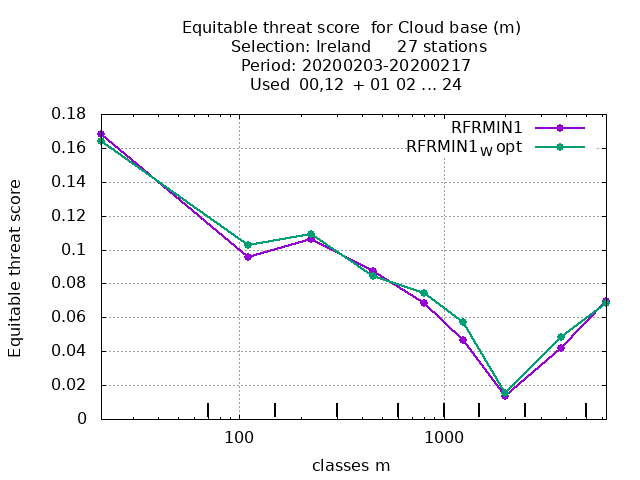 Equitable threat score  for Cloud base (m)
Selection: Ireland     27 stations
Period: 20200203-20200217
Used  00,12  + 01 02 ... 24
RFRMIN1
RFRMIN1W opt
Equitable threat score
0.18
0.16
0.14
0.12
0.1
0.08
0.06
0.04
0.02
0
100 1000
classes m